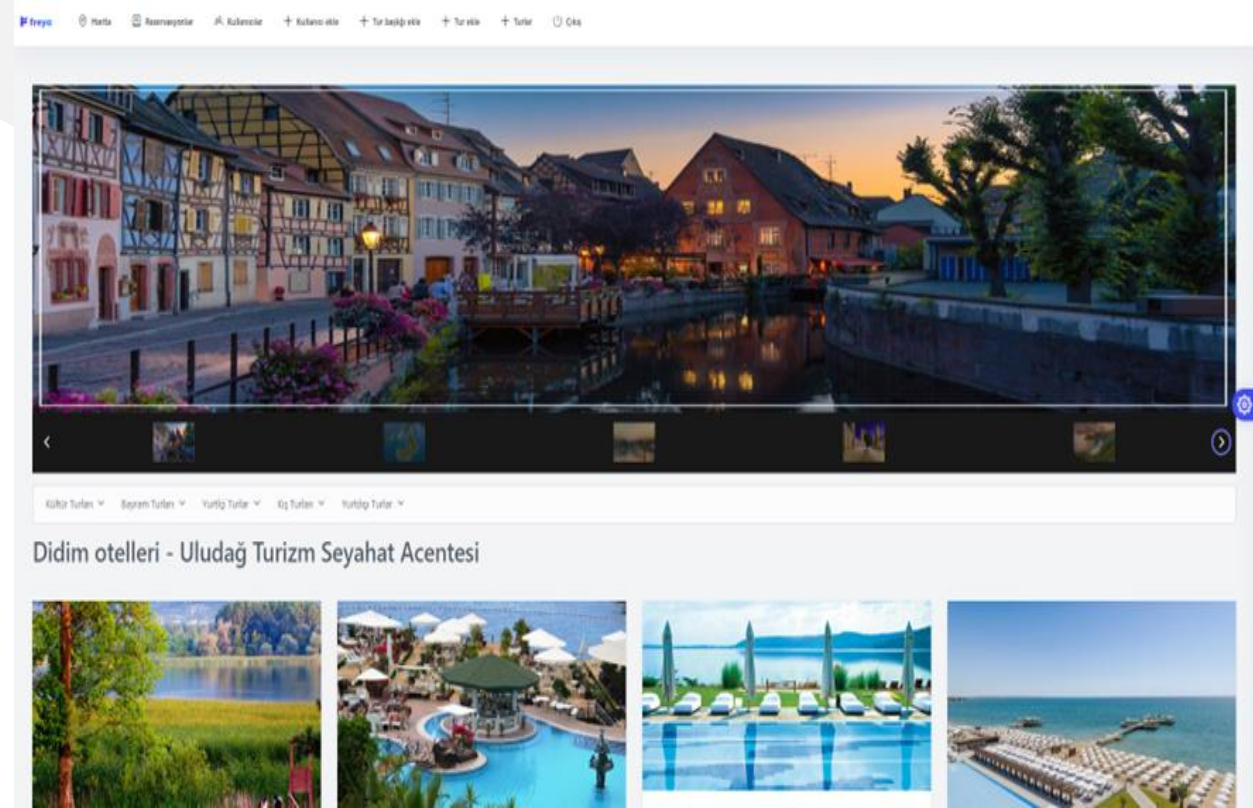 freya Harita Rezervasyonlar Kullanıcılar Kullanıcı ekle Tur başlığı ekle Tur ekle Turlar Çıkış
Kültür Turları Bayram Turları Yurtiçi Turlar Kış Turları Yurtdışı Turlar
Didim otelleri - Uludağ Turizm Seyahat Acentesi